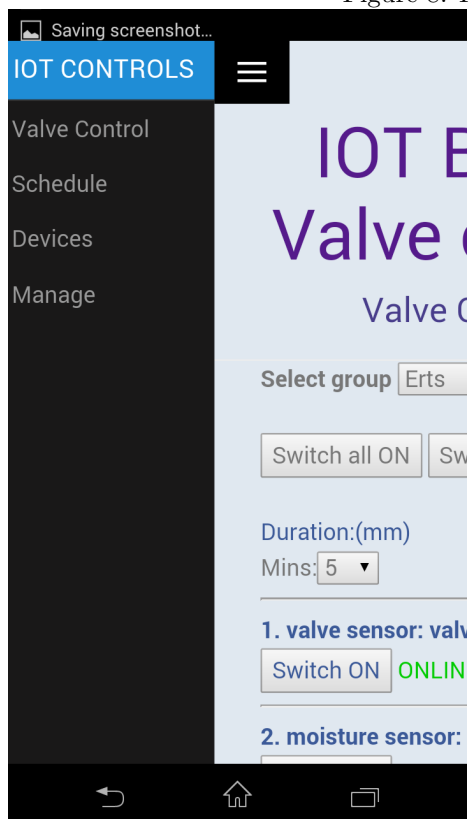 Saving screenshot...
IOT CONTROLS
Valve Control
Schedule
Devices
Manage
IOT
Valve
Valve
Select group Erts
Switch all ON
Duration:(mm)
Mins: 5
1. valve sensor:
Switch ON
2. moisture sensor: